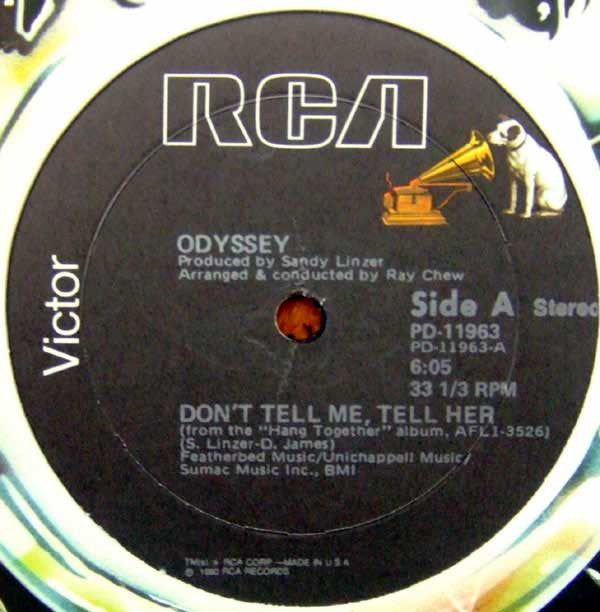 RCA
Victor
ODYSSEY
Produced by Sandy Linzer
Arranged & conducted by Ray Chew
Side A Stereo
PD-11963
PD-11963-A
6:05
33 1/3 RPM
DON'T TELL ME, TELL HER
(from the "Hang Together" album, AFL1-3526)
(S. Linzer-D. James)
Featherbed Music/Unichappell Music/
Sumac Music Inc., BMI
TM(s) ® RCA CORP.—MADE IN U.S.A.
℗ 1980 RCA RECORDS